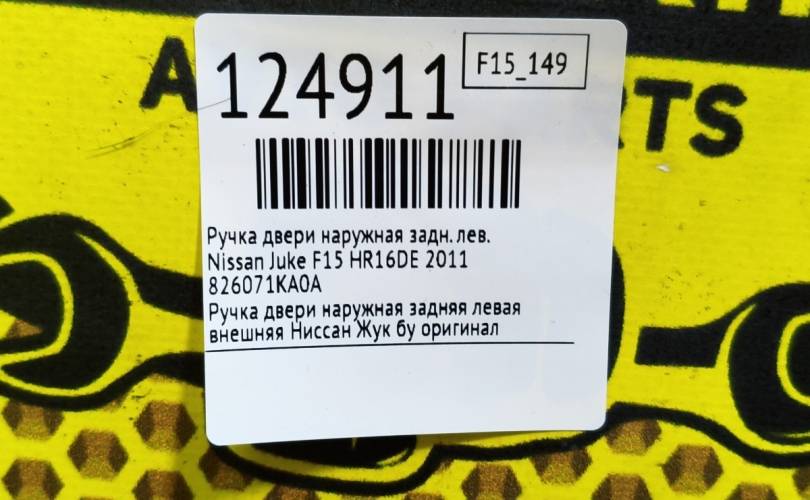 124911
F15_149
A RTS
Ручка двери наружная задн. лев.
Nissan Juke F15 HR16DE 2011
826071KA0A
Ручка двери наружная задняя левая
внешняя Ниссан Жук бу оригинал